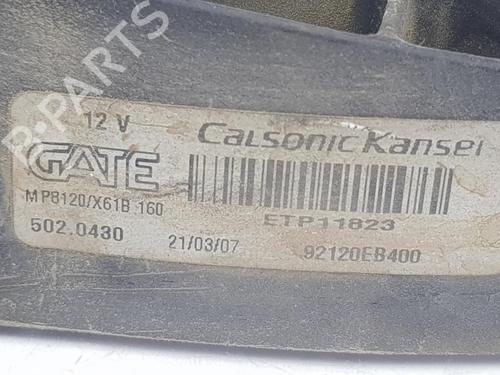 12 V
Calsonic Kansei
GATE
MP8120/X61B 160
ETP11823
502.0430
21/03/07
92120EB400
B-PARTS